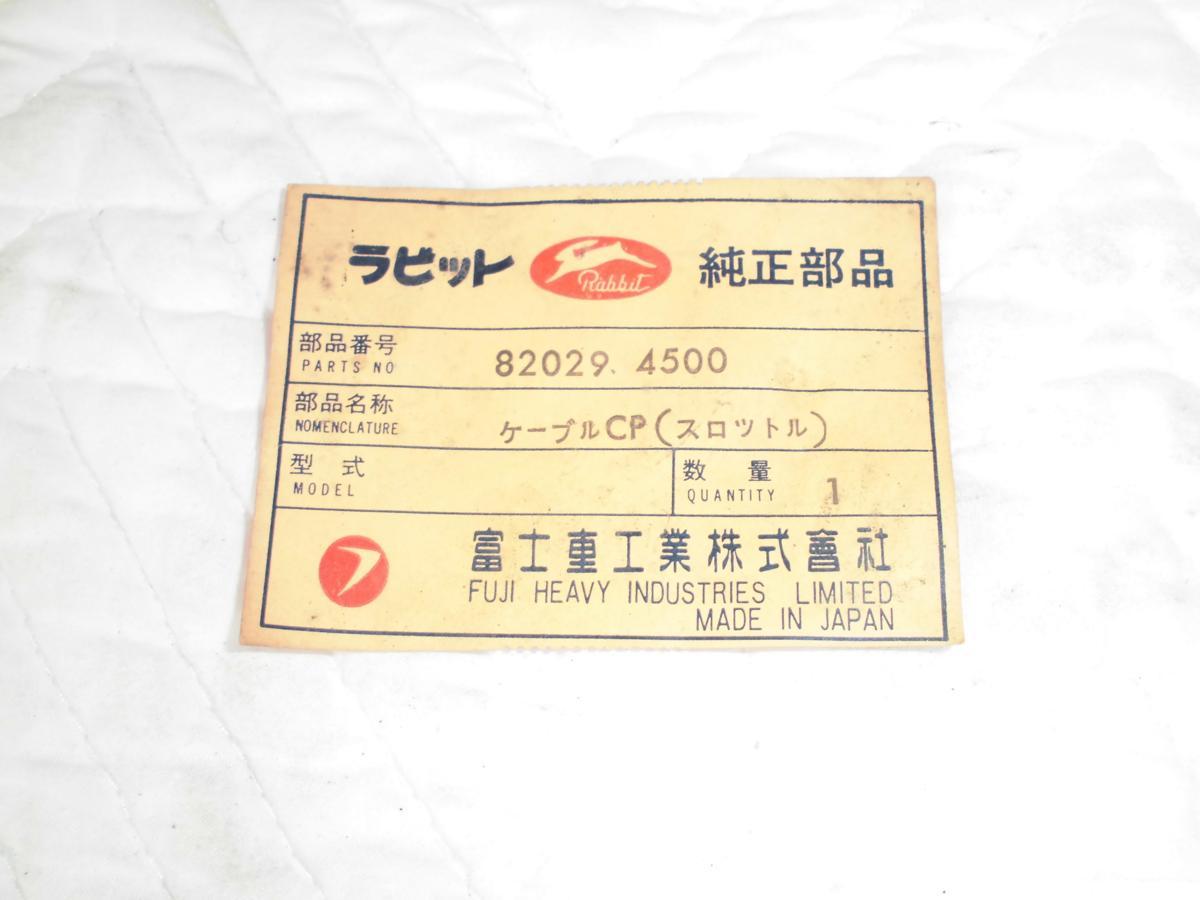 ラビット Rabbit 純正部品
部品番号 82029 4500
PARTS NO
部品名称 ケーブルCP(スロツトル)
NOMENCLATURE
型式 数量 1
MODEL QUANTITY
富士重工業株式會社
FUJI HEAVY INDUSTRIES LIMITED
MADE IN JAPAN